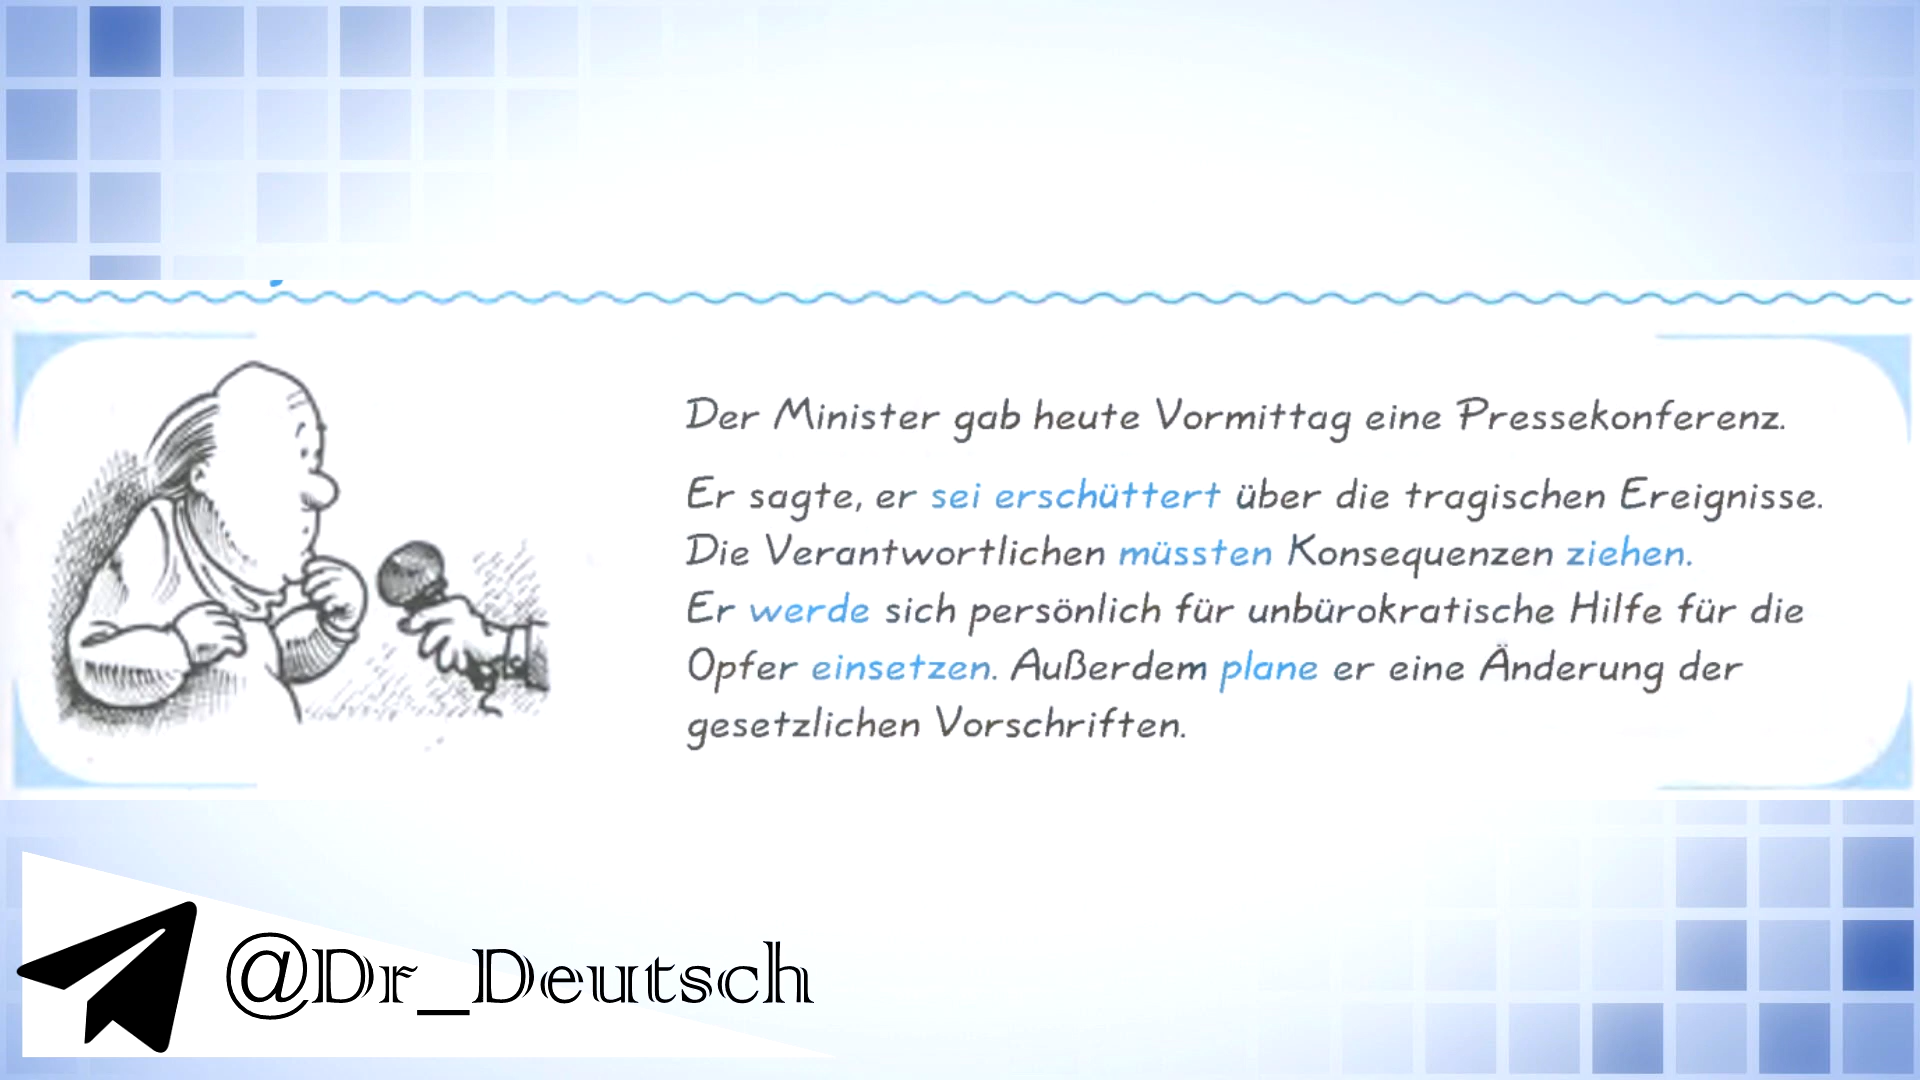 Der Minister gab heute Vormittag eine Pressekonferenz.
Er sagte, er sei erschüttert über die tragischen Ereignisse.
Die Verantwortlichen müssten Konsequenzen ziehen.
Er werde sich persönlich für unbürokratische Hilfe für die
Opfer einsetzen. Außerdem plane er eine Änderung der
gesetzlichen Vorschriften.
@Dr_Deutsch